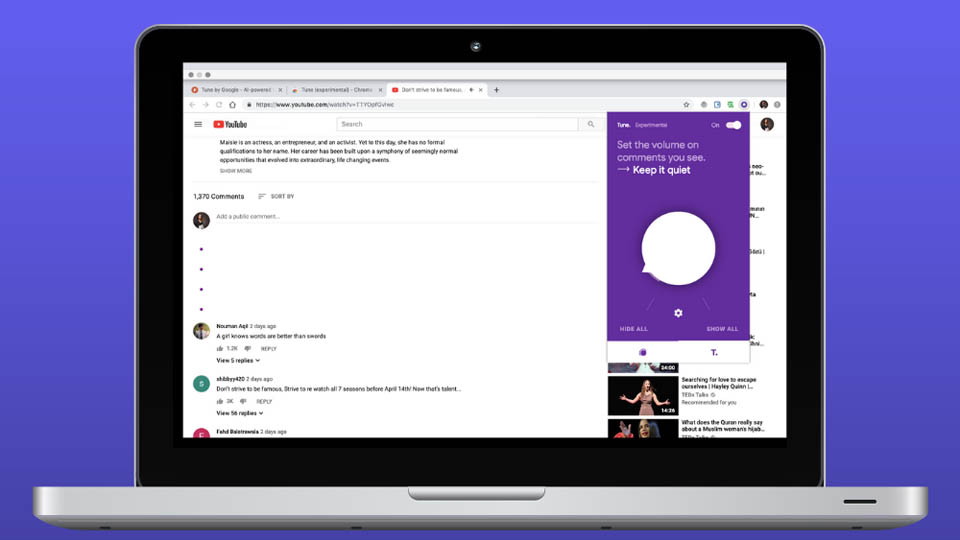 Tune by Google - AI-powered
Tune (experimental) - Chrome
Don't strive to be famous,
https://www.youtube.com/watch?v=
YouTube
Search
Maisie is an actress, an entrepreneur, and an activist. Yet to this day, she has no formal
qualifications to her name. Her career has been built upon a symphony of seemingly normal
opportunities that evolved into extraordinary, life changing events.
SHOW MORE
1,370 Comments
SORT BY
Add a public comment...
Nouman Aqil 2 days ago
A girl knows words are better than swords
1.2K
REPLY
View 5 replies
S
shibbyy420 2 days ago
Don't strive to be famous, Strive to re watch all 7 seasons before April 14th! Now that's talent...
3K
REPLY
View 56 replies
F
Fahd 2 days ago
Tune. Experimental
On
Set the volume on
comments you see.
→ Keep it quiet
HIDE ALL
SHOW ALL
T.
24:00
Searching for love to escape
ourselves | Hayley Quinn |...
TEDx Talks
Recommended for you
14:26
What does the Quran really say
about a Muslim woman's hijab...
TEDx Talks